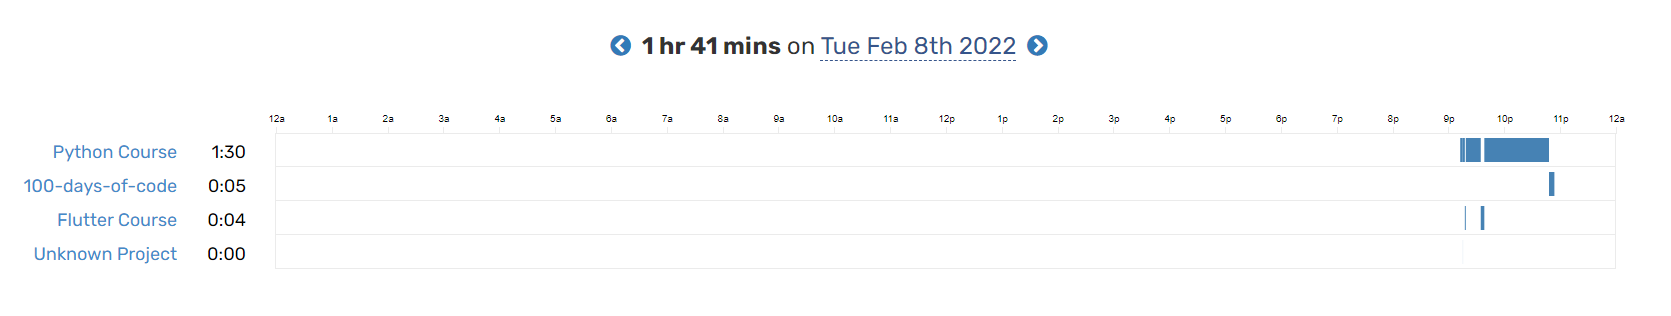 1 hr 41 mins on Tue Feb 8th 2022
12a 1a 2a 3a 4a 5a 6a 7a 8a 9a 10a 11a 12p 1p 2p 3p 4p 5p 6p 7p 8p 9p 10p 11p 12a
Python Course 1:30
100-days-of-code 0:05
Flutter Course 0:04
Unknown Project 0:00